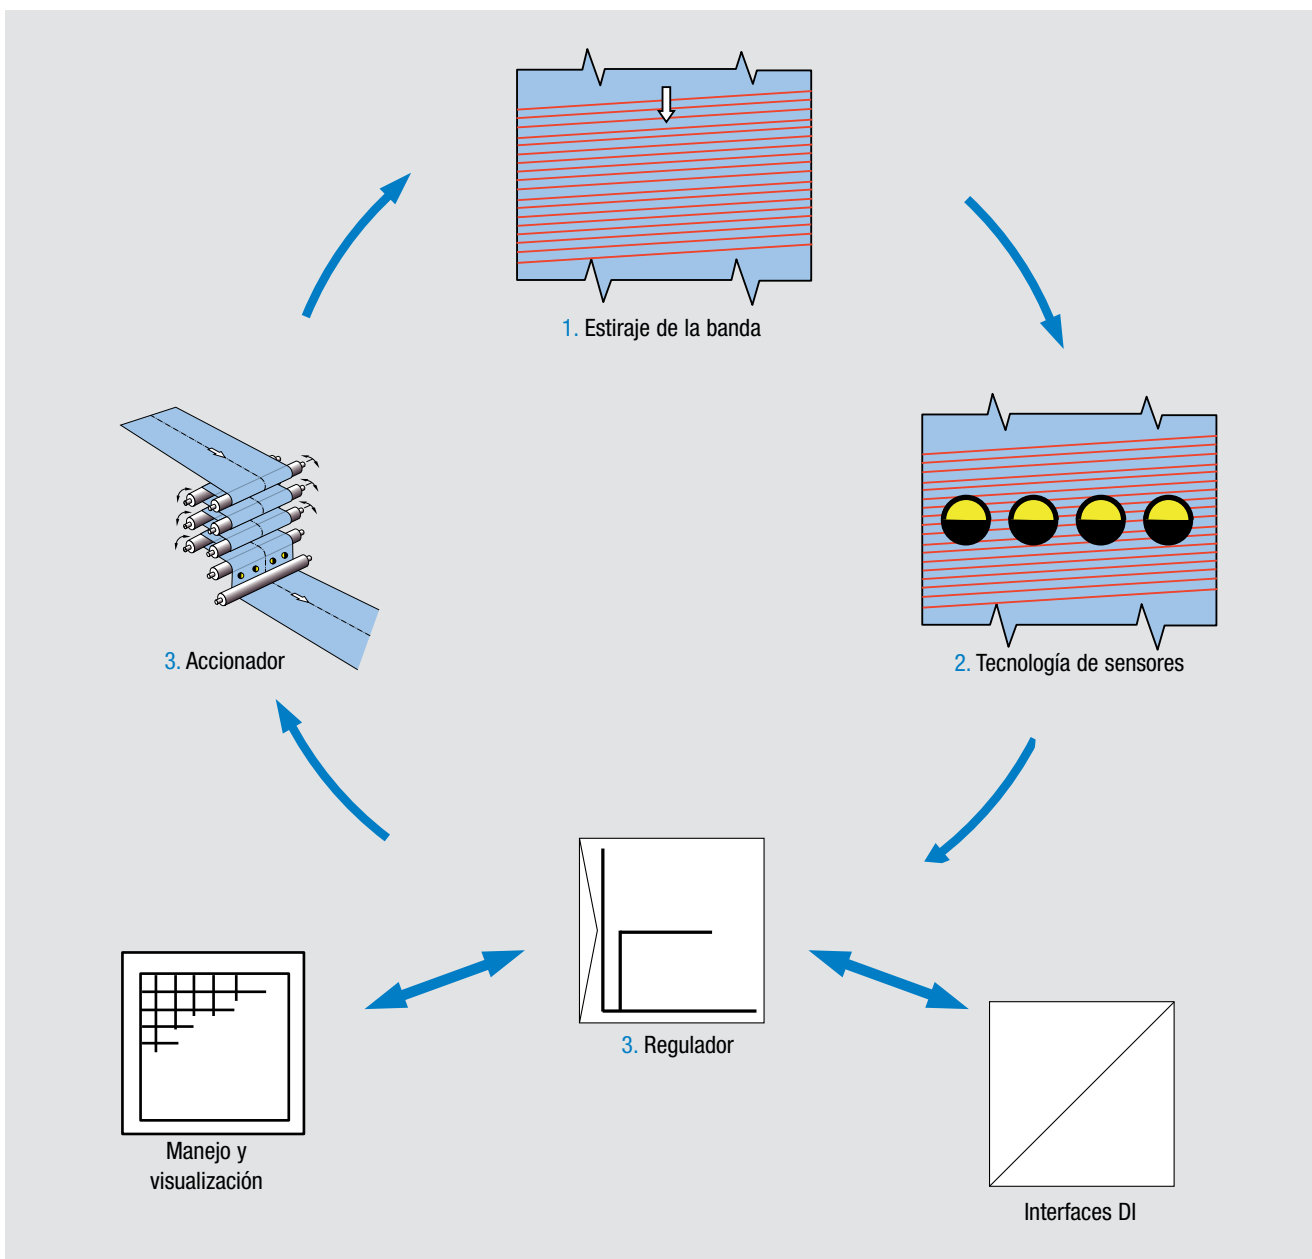 1. Estiraje de la banda
2. Tecnología de sensores
3. Accionador
3. Regulador
Manejo y
visualización
Interfaces DI